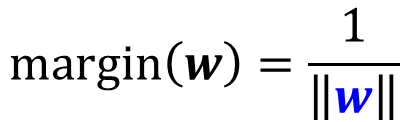 margin(w) = 1 / ‖w‖